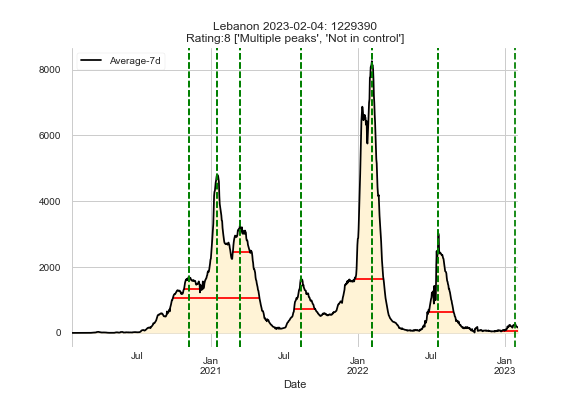 Lebanon 2023-02-04: 1229390
Rating:8 ['Multiple peaks', 'Not in control']
Average-7d
8000
6000
4000
2000
0
Jul
Jan
2021
Jul
Jan
2022
Jul
Jan
2023
Date